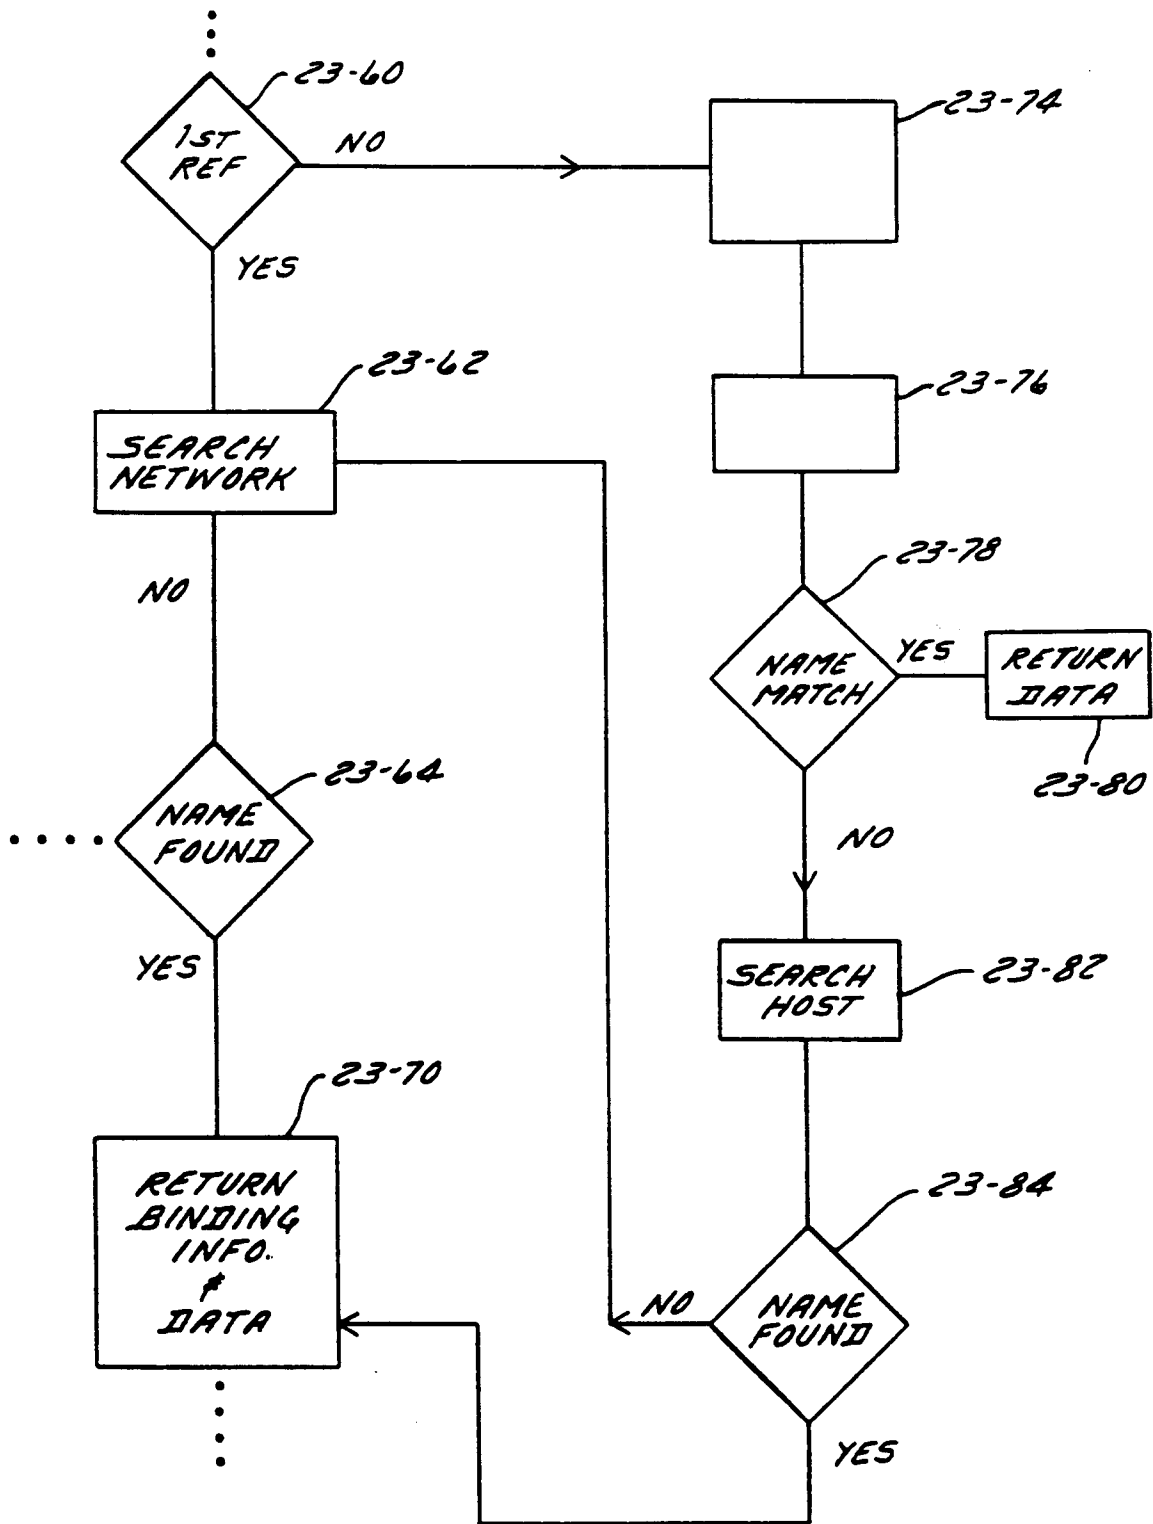 23-60
1ST
REF
NO
YES
23-74
23-62
SEARCH
NETWORK
23-76
NO
23-78
NAME
MATCH
YES
RETURN
DATA
23-80
23-64
NAME
FOUND
NO
YES
SEARCH
HOST
23-82
23-70
RETURN
BINDING
INFO.
&
DATA
23-84
NO
NAME
FOUND
YES